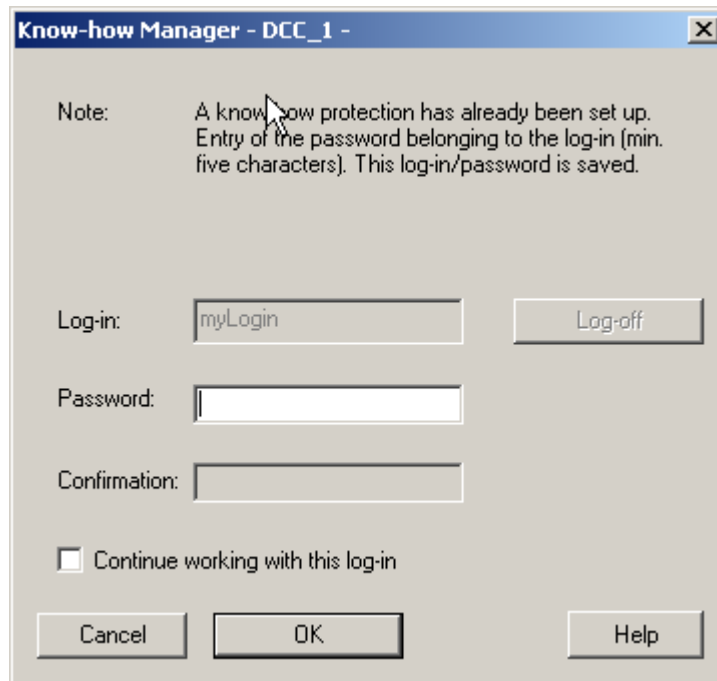 Know-how Manager - DCC_1 -
Note: A know-how protection has already been set up.
Entry of the password belonging to the log-in (min.
five characters). This log-in/password is saved.
Log-in: myLogin Log-off
Password:
Confirmation:
Continue working with this log-in
Cancel OK Help